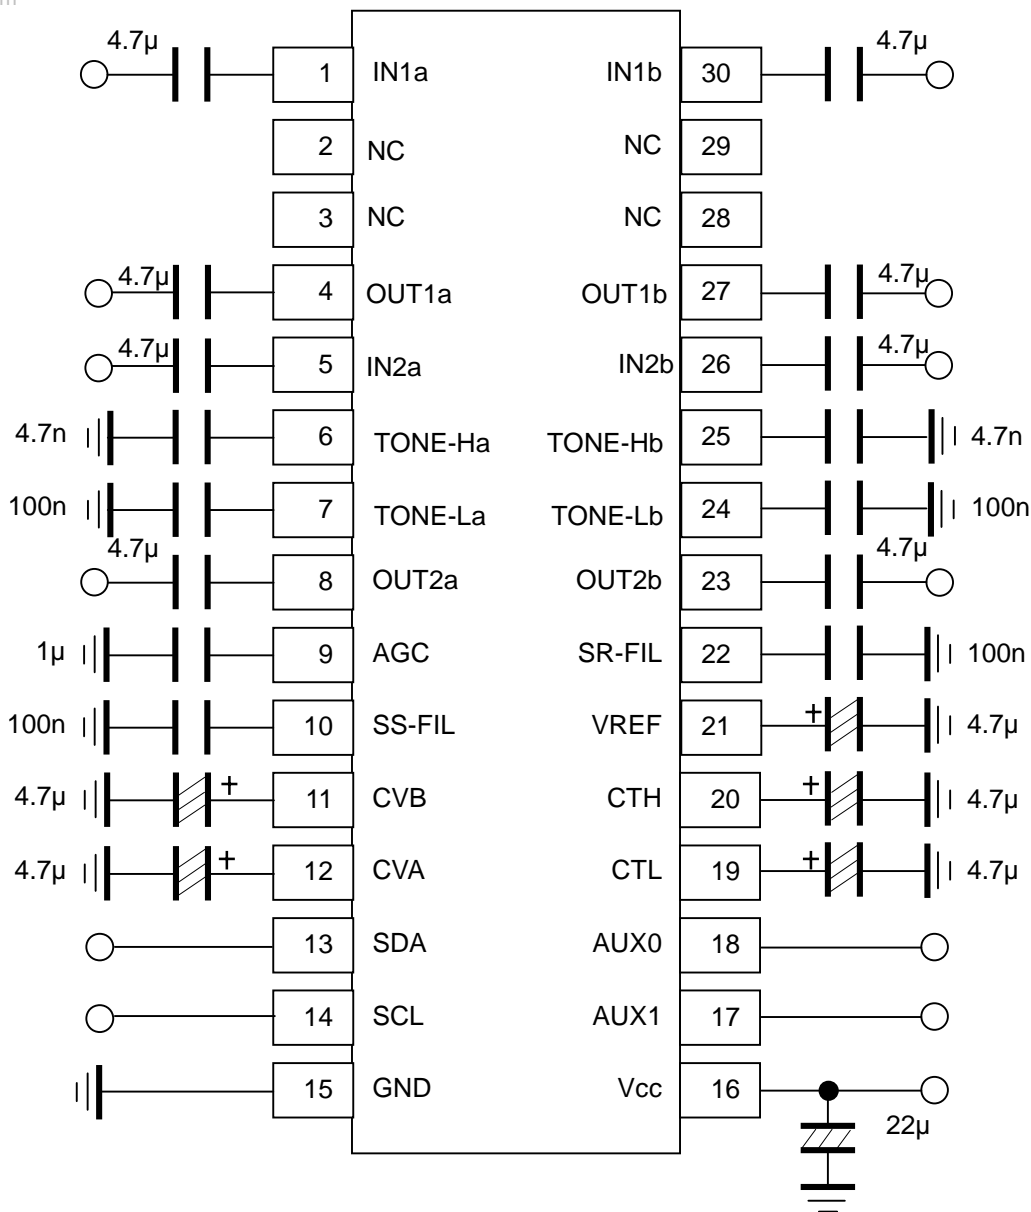 4.7µ 1 IN1a IN1b 30 4.7µ
2 NC NC 29
3 NC NC 28
4.7µ 4 OUT1a OUT1b 27 4.7µ
4.7µ 5 IN2a IN2b 26 4.7µ
4.7n 6 TONE-Ha TONE-Hb 25 4.7n
100n 7 TONE-La TONE-Lb 24 100n
4.7µ 8 OUT2a OUT2b 23 4.7µ
1µ 9 AGC SR-FIL 22 100n
100n 10 SS-FIL VREF 21 + 4.7µ
4.7µ + 11 CVB CTH 20 + 4.7µ
4.7µ + 12 CVA CTL 19 + 4.7µ
13 SDA AUX0 18
14 SCL AUX1 17
15 GND Vcc 16
22µ